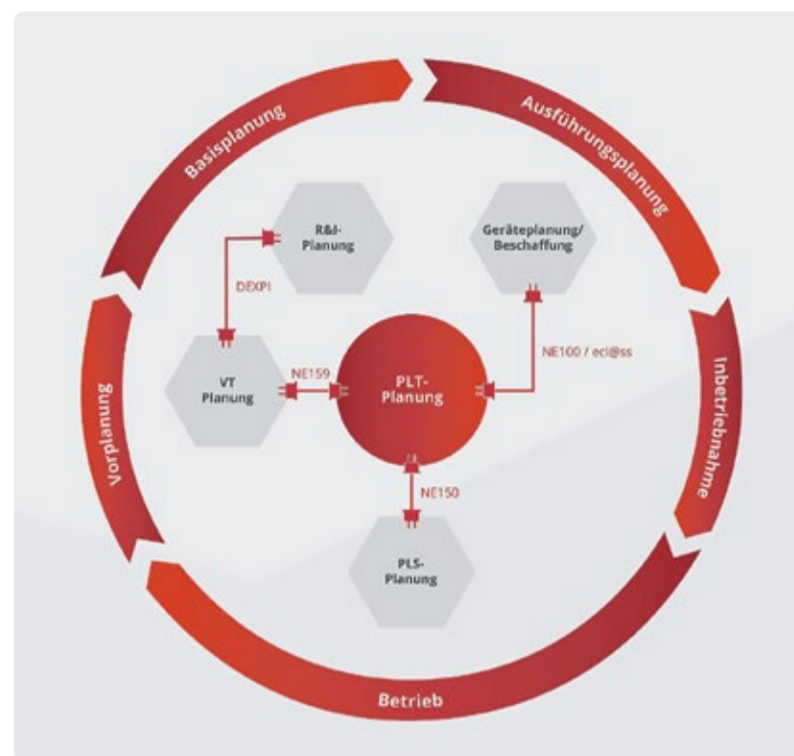 Basisplanung
Ausführungsplanung
R&I-
Planung
Geräteplanung/
Beschaffung
DEXPI
NE100 / ecl@ss
VT
Planung
NE159
PLT-
Planung
Vorplanung
Inbetriebnahme
NE150
PLS-
Planung
Betrieb